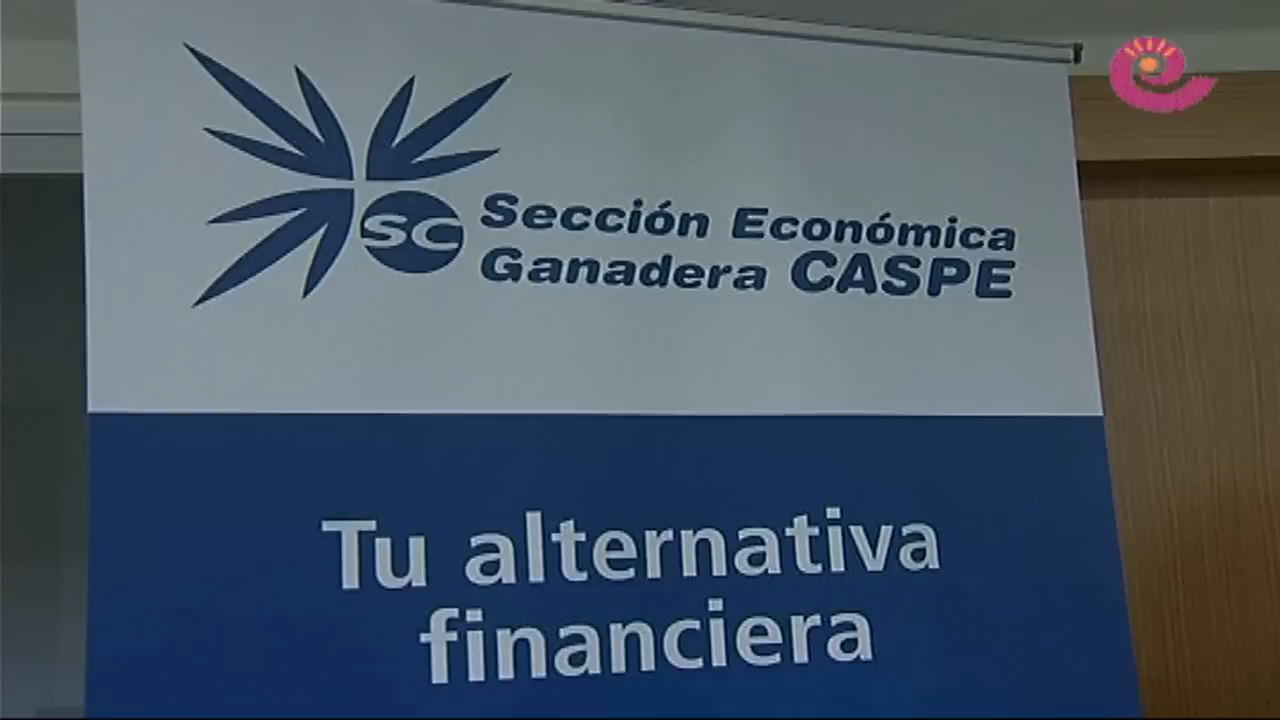 SC
Sección Económica
Ganadera CASPE
Tu alternativa
financiera